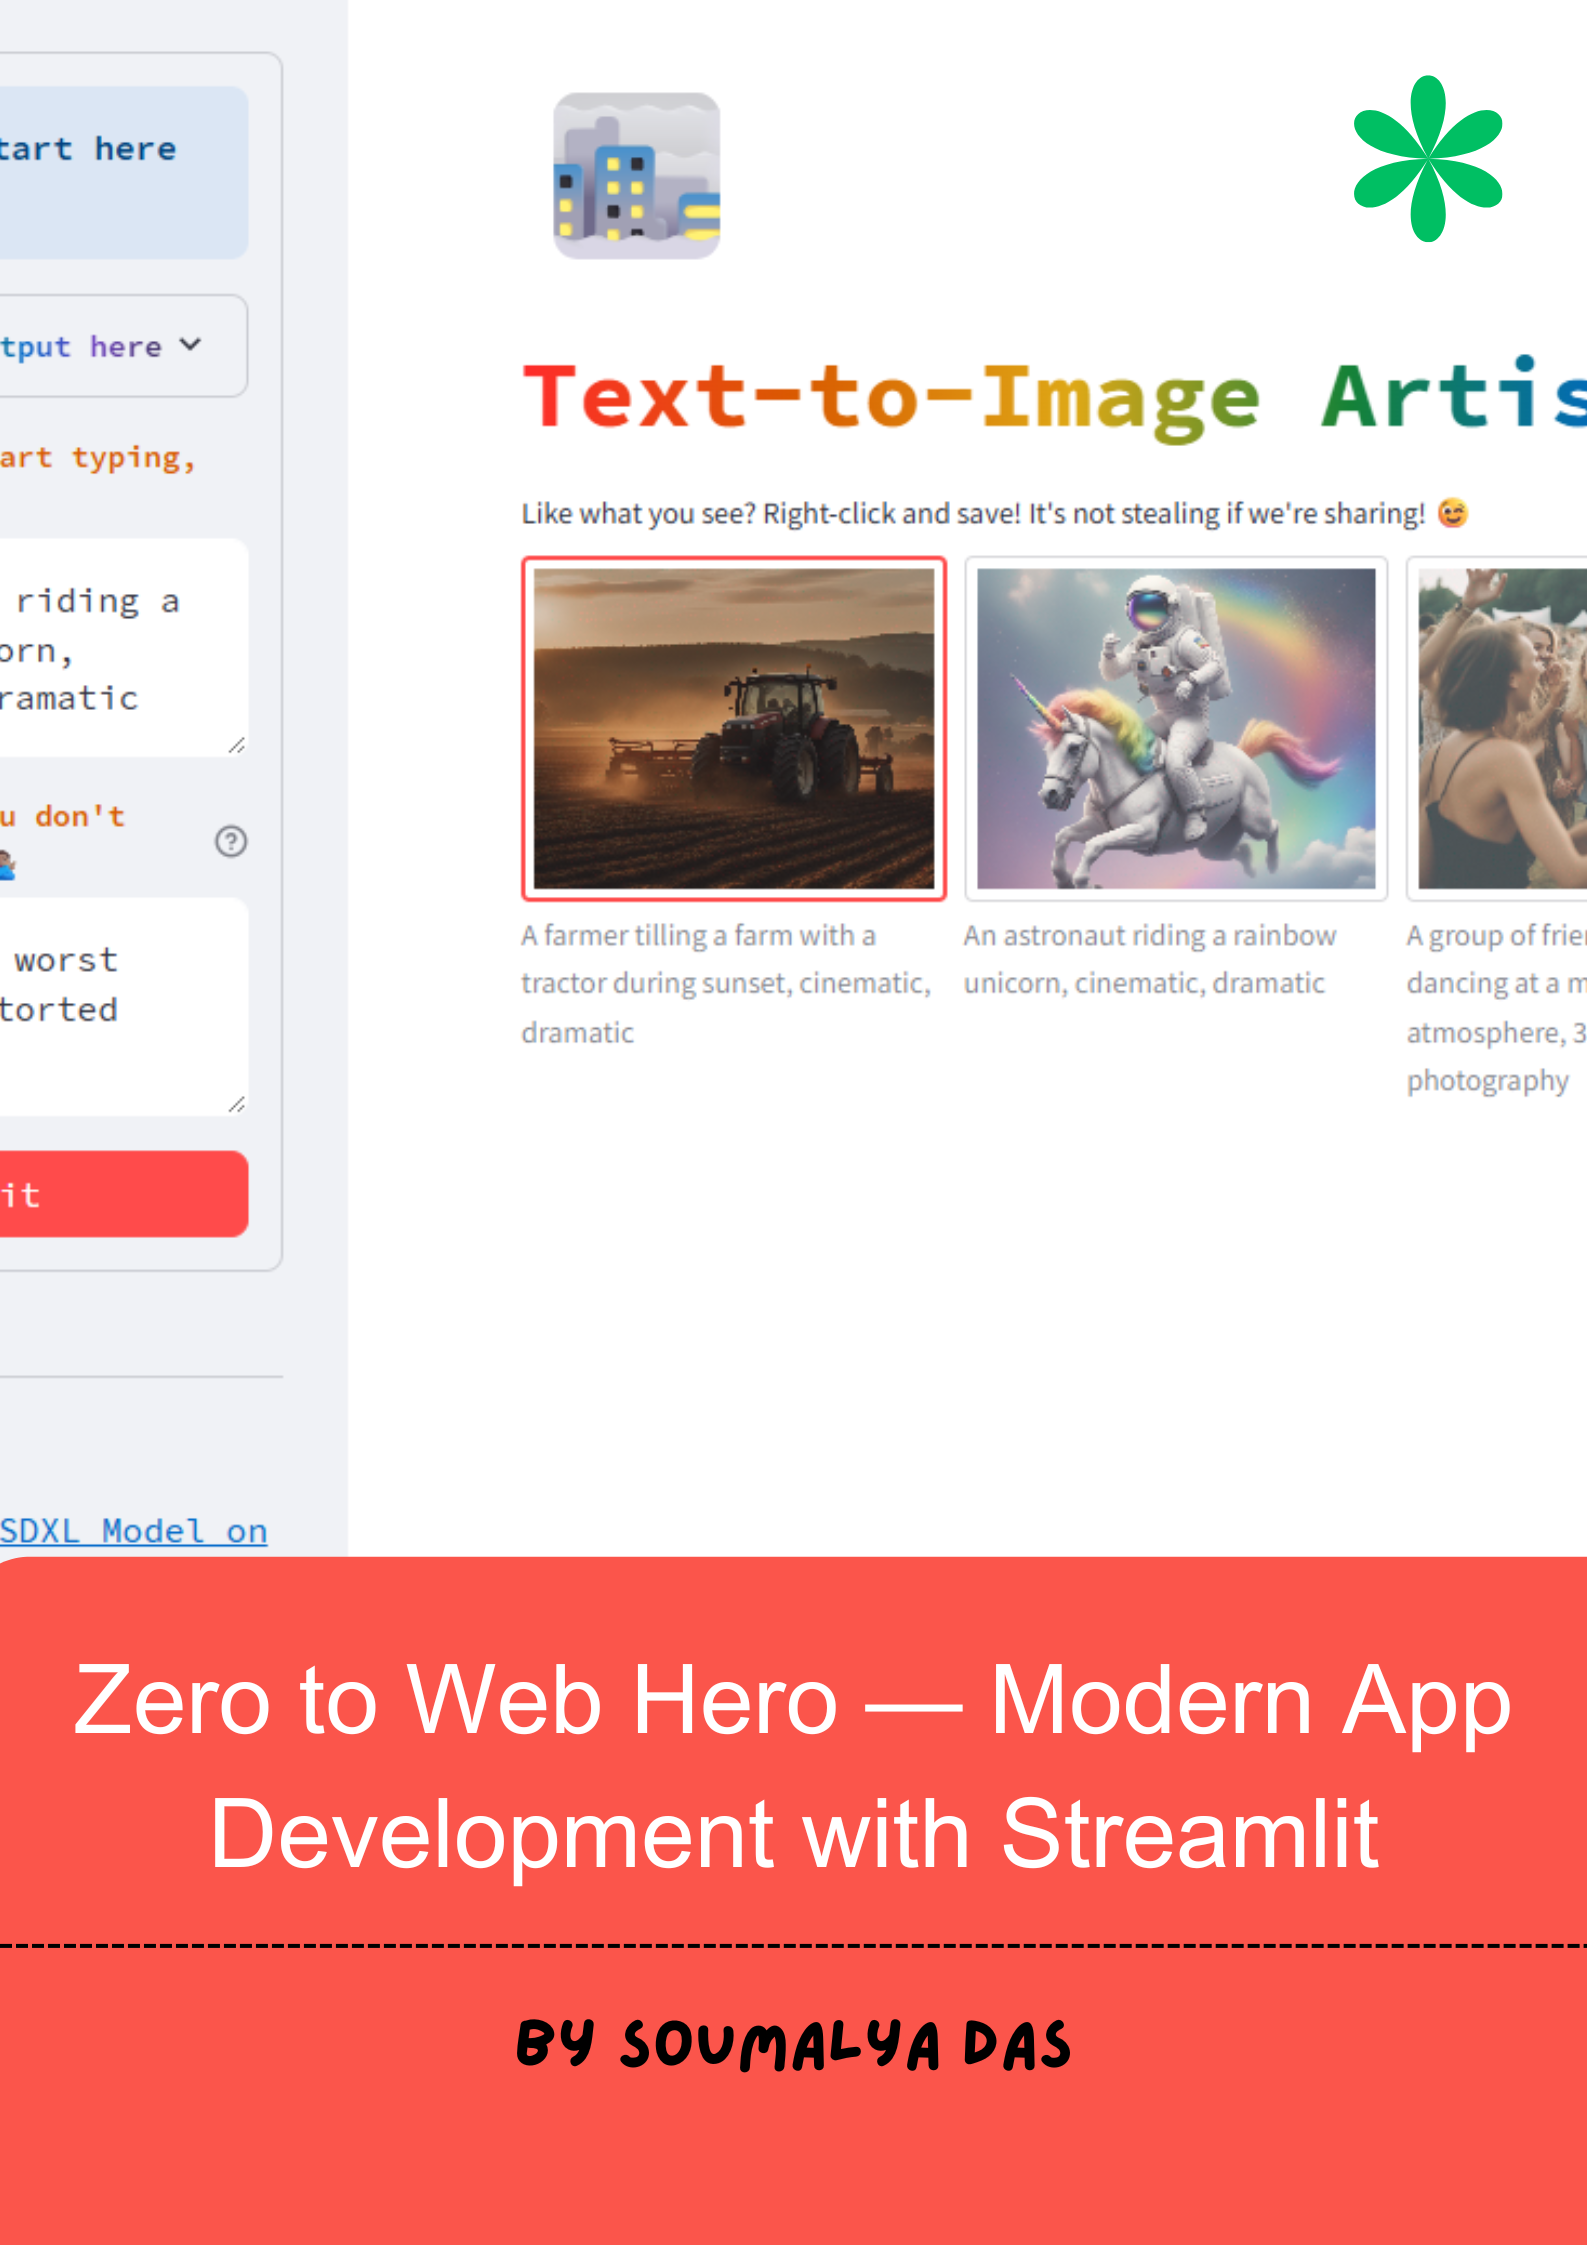 tart here
tput here
art typing,
riding a
orn,
ramatic
u don't
worst
torted
it
SDXL Model on
Text-to-Image Artis
Like what you see? Right-click and save! It's not stealing if we're sharing! 😉
A farmer tilling a farm with a
tractor during sunset, cinematic,
dramatic
An astronaut riding a rainbow
unicorn, cinematic, dramatic
A group of frie
dancing at a m
atmosphere, 3
photography
Zero to Web Hero — Modern App
Development with Streamlit
BY SOUMALYA DAS